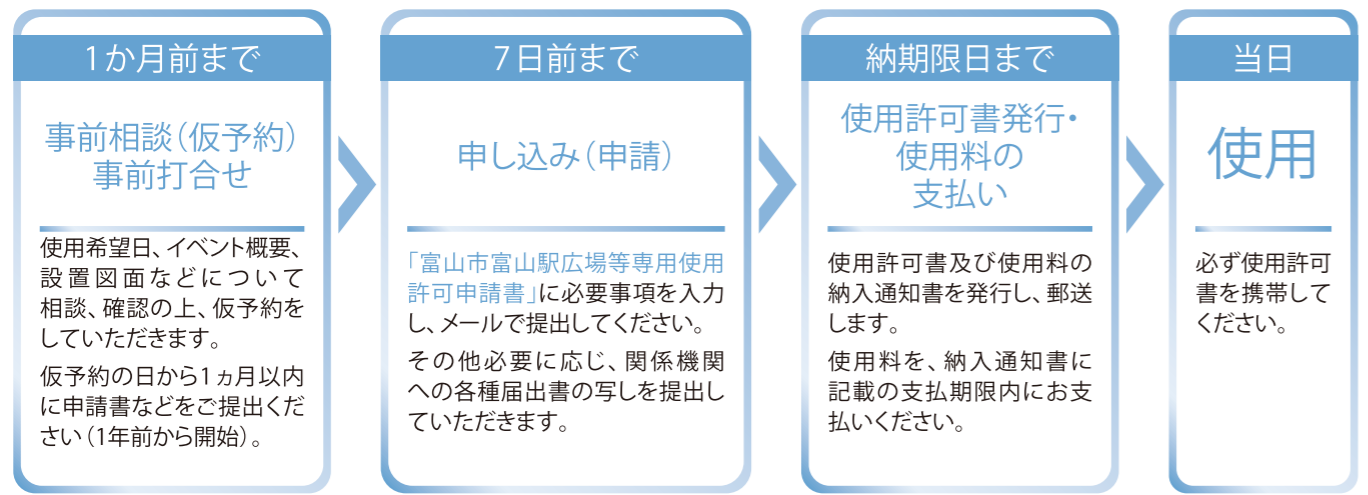 1か月前まで
事前相談(仮予約)
事前打合せ
使用希望日、イベント概要、
設置図面などについて
相談、確認の上、仮予約を
していただきます。
仮予約の日から1ヵ月以内
に申請書などをご提出くだ
さい(1年前から開始)。
7日前まで
申し込み(申請)
「富山市富山駅広場等専用使用
許可申請書」に必要事項を入力
し、メールで提出してください。
その他必要に応じ、関係機関
への各種届出書の写しを提出し
ていただきます。
納期限日まで
使用許可書発行・
使用料の
支払い
使用許可書及び使用料の
納入通知書を発行し、郵送
します。
使用料を、納入通知書に
記載の支払期限内にお支
払いください。
当日
使用
必ず使用許可
書を携帯して
ください。